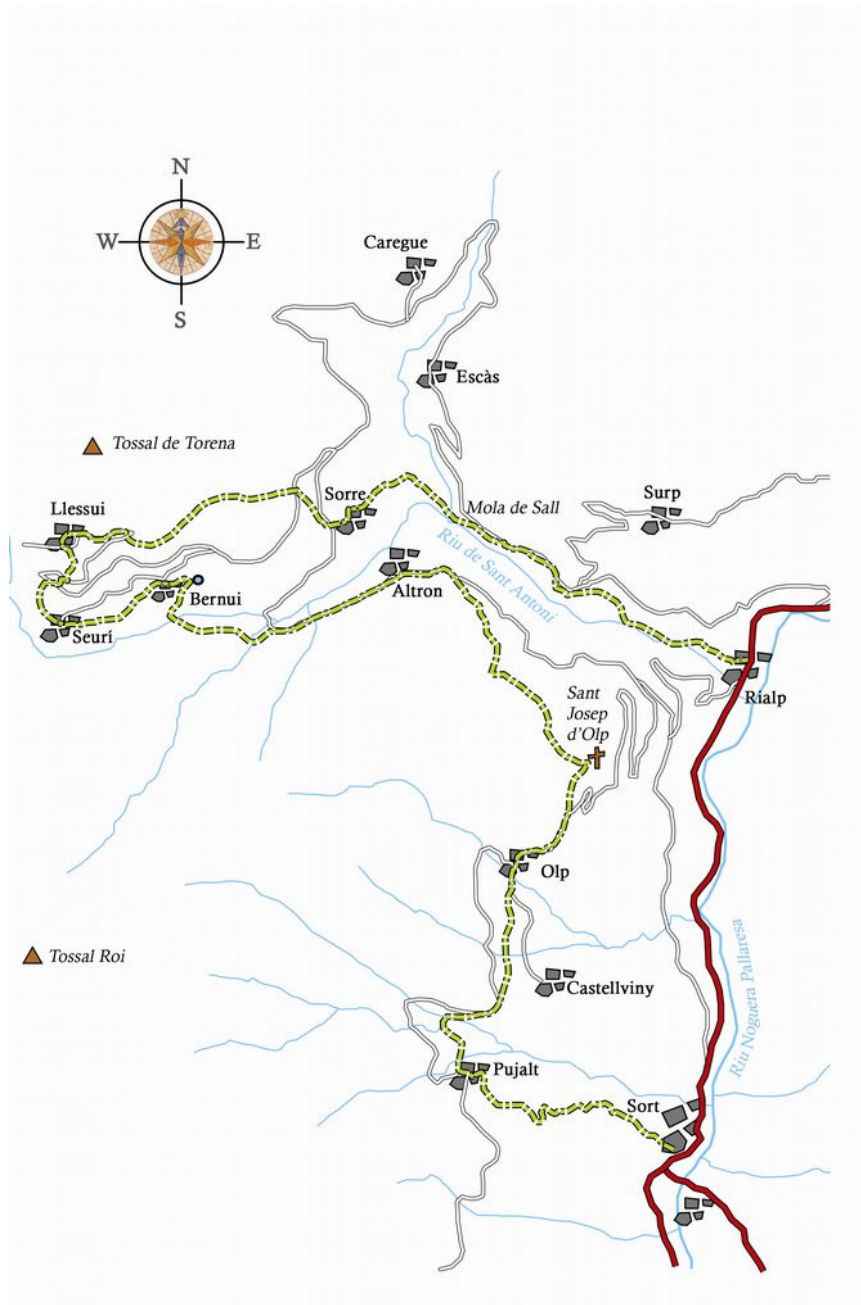 N
W
E
S
Caregue
Escàs
Tossal de Torena
Llessui
Sorre
Mola de Sall
Surp
Riu de Sant Antoni
Altron
Bernui
Seurí
Rialp
Sant
Josep
d'Olp
Olp
Tossal Roi
Castellviny
Riu Noguera Pallaresa
Pujalt
Sort